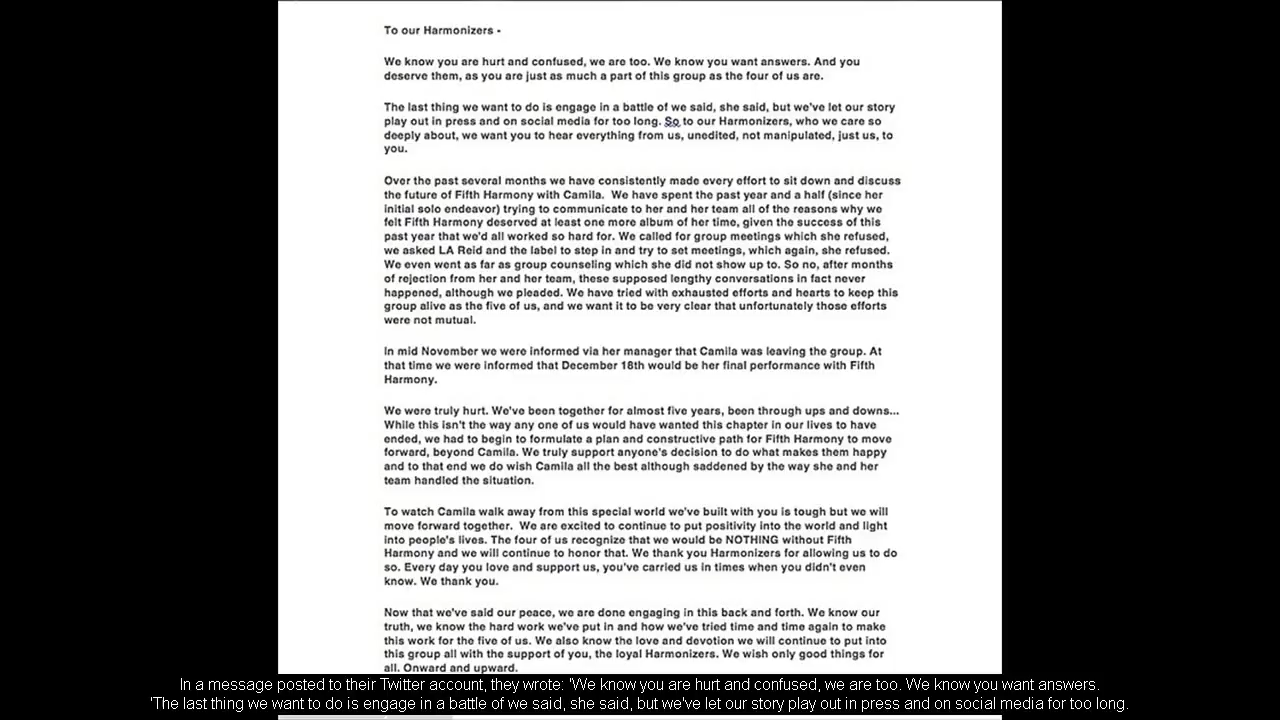 To our Harmonizers -
We know you are hurt and confused, we are too. We know you want answers. And you
deserve them, as you are just as much a part of this group as the four of us are.
The last thing we want to do is engage in a battle of we said, she said, but we've let our story
play out in press and on social media for too long. So to our Harmonizers, who we care so
deeply about, we want you to hear everything from us, unedited, not manipulated, just us, to
you.
Over the past several months we have consistently made every effort to sit down and discuss
the future of Fifth Harmony with Camila.  We have spent the past year and a half (since her
initial solo endeavor) trying to communicate to her and her team all of the reasons why we
felt Fifth Harmony deserved at least one more album of her time, given the success of this
past year that we'd all worked so hard for. We called for group meetings which she refused,
we asked LA Reid and the label to step in and try to set meetings, which again, she refused.
We even went as far as group counseling which she did not show up to. So no, after months
of rejection from her and her team, these supposed lengthy conversations in fact never
happened, although we pleaded. We have tried with exhausted efforts and hearts to keep this
group alive as the five of us, and we want it to be very clear that unfortunately those efforts
were not mutual.
In mid November we were informed via her manager that Camila was leaving the group. At
that time we were informed that December 18th would be her final performance with Fifth
Harmony.
We were truly hurt. We've been together for almost five years, been through ups and downs...
While this isn't the way any one of us would have wanted this chapter in our lives to have
ended, we had to begin to formulate a plan and constructive path for Fifth Harmony to move
forward, beyond Camila. We truly support anyone's decision to do what makes them happy
and to that end we do wish Camila all the best although saddened by the way she and her
team handled the situation.
To watch Camila walk away from this special world we've built with you is tough but we will
move forward together.  We are excited to continue to put positivity into the world and light
into people's lives. The four of us recognize that we would be NOTHING without Fifth
Harmony and we will continue to honor that. We thank you Harmonizers for allowing us to do
so. Every day you love and support us, you've carried us in times when you didn't even
know. We thank you.
Now that we've said our peace, we are done engaging in this back and forth. We know our
truth, we know the hard work we've put in and how we've tried time and time again to make
this work for the five of us. We also know the love and devotion we will continue to put into
this group all with the support of you, the loyal Harmonizers. We wish only good things for
all. Onward and upward.
In a message posted to their Twitter account, they wrote: 'We know you are hurt and confused, we are too. We know you want answers.
'The last thing we want to do is engage in a battle of we said, she said, but we've let our story play out in press and on social media for too long.